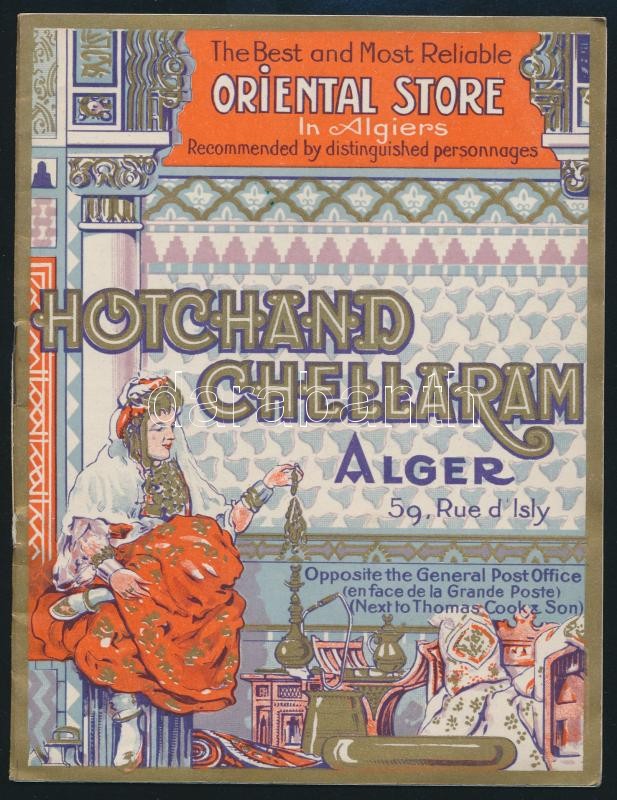 The Best and Most Reliable
ORIENTAL STORE
In Algiers
Recommended by distinguished personnages
HOTCHAND
CHELLARAM
darabanth
ALGER
59, Rue d'Isly
Opposite the General Post Office
(en face de la Grande Poste)
(Next to Thomas Cook & Son)